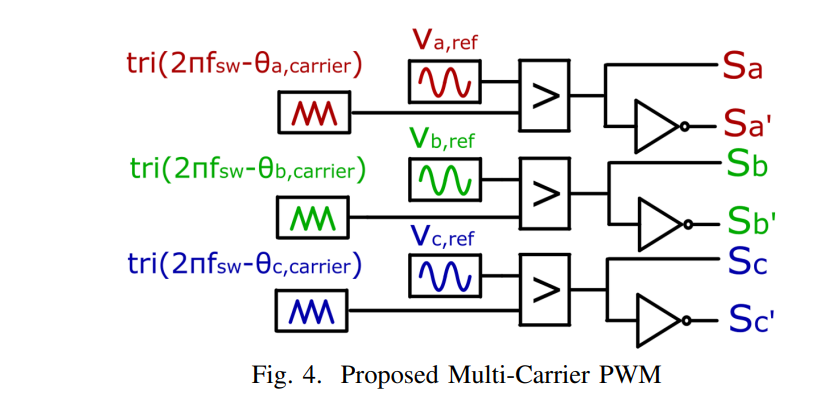 Va,ref
tri(2πfsw-θa,carrier)
Sa
>
Sa'
Vb,ref
tri(2πfsw-θb,carrier)
Sb
>
Sb'
Vc,ref
tri(2πfsw-θc,carrier)
Sc
>
Sc'
Fig. 4. Proposed Multi-Carrier PWM